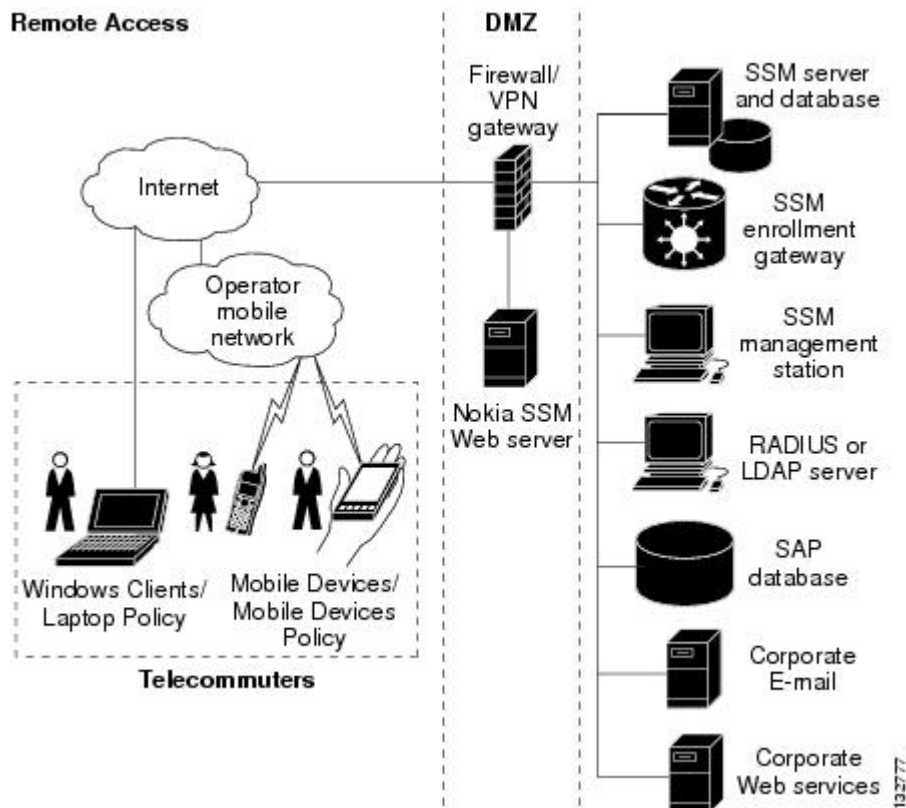 Remote Access
DMZ
Firewall/
VPN
gateway
SSM server
and database
Internet
SSM
enrollment
gateway
Operator
mobile
network
SSM
management
station
Nokia SSM
Web server
RADIUS or
LDAP server
Windows Clients/
Laptop Policy
Mobile Devices/
Mobile Devices
Policy
SAP
database
Telecommuters
Corporate
E-mail
Corporate
Web services
132777